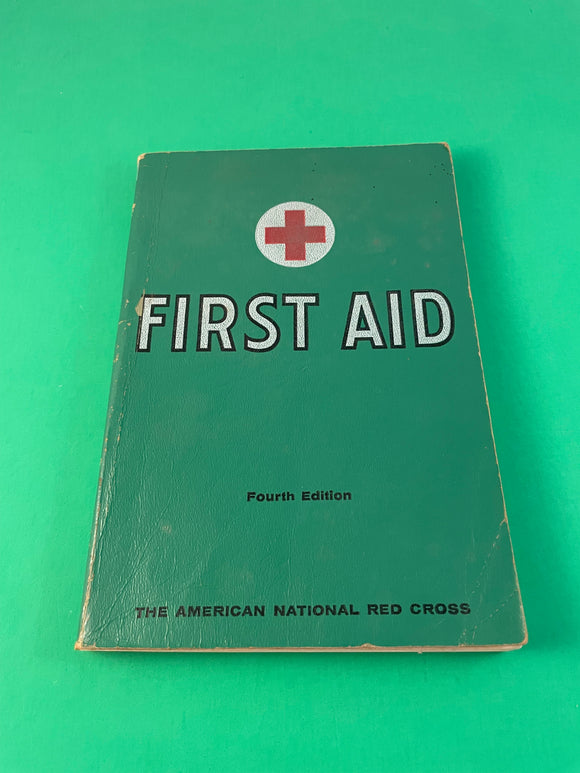 FIRST AID
Fourth Edition
THE AMERICAN NATIONAL RED CROSS